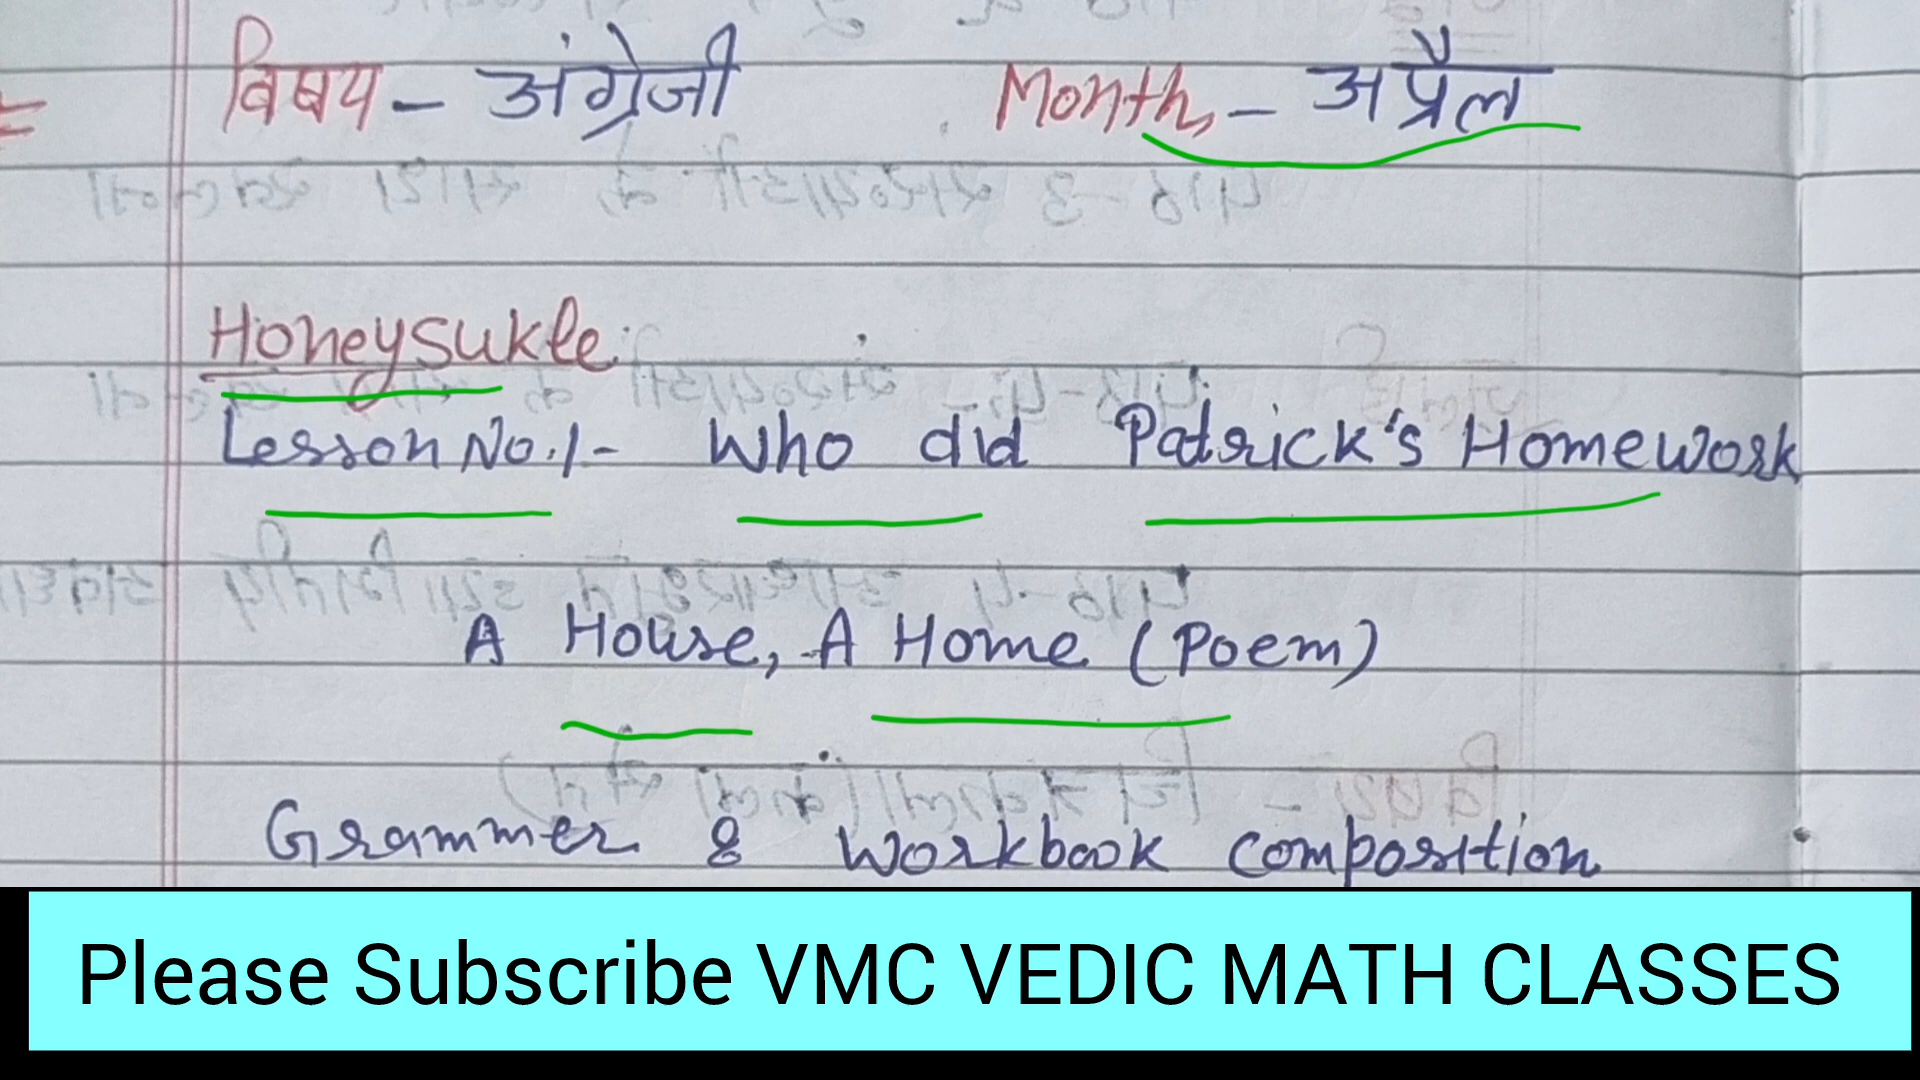 विषय - अंग्रेजी Month - अप्रैल
Honeysukle
Lesson No.1- Who did Patrick's Homework
A House, A Home (Poem)
Grammer & Workbook composition
Please Subscribe VMC VEDIC MATH CLASSES